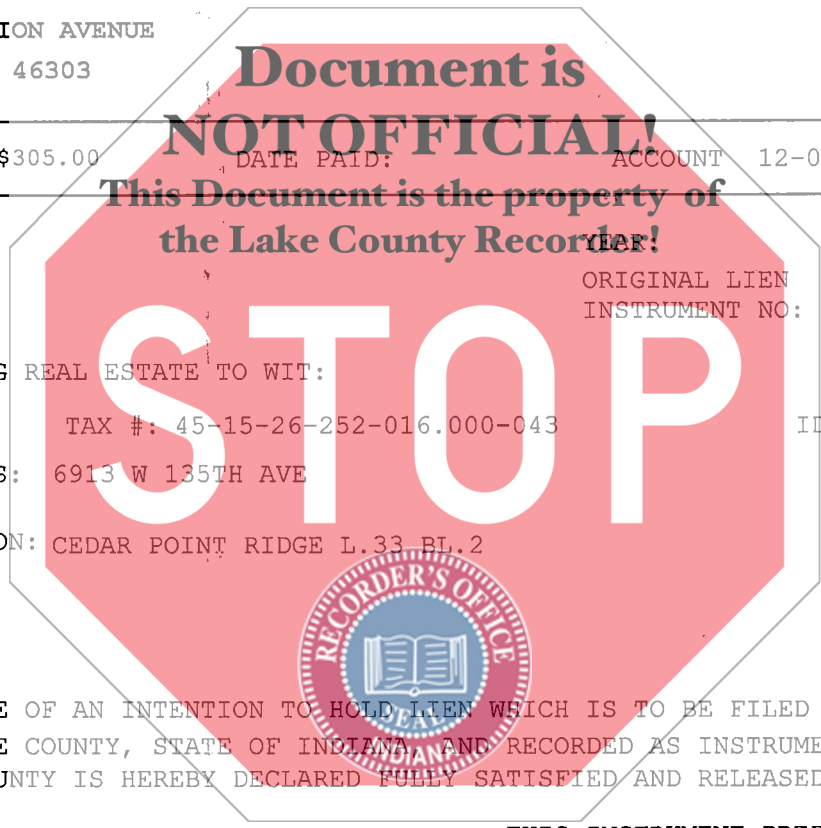 ION AVENUE
46303
Document is
NOT OFFICIAL!
$305.00 DATE PAID: ACCOUNT 12-0
This Document is the property of
the Lake County Recorder!
YEAR:
ORIGINAL LIEN
INSTRUMENT NO:
STOP
G REAL ESTATE TO WIT:
TAX #: 45-15-26-252-016.000-043 ID
S: 6913 W 135TH AVE
ON: CEDAR POINT RIDGE L.33 BL.2
RECORDER'S OFFICE
SEAL
INDIANA
E OF AN INTENTION TO HOLD LIEN WHICH IS TO BE FILED
E COUNTY, STATE OF INDIANA, AND RECORDED AS INSTRUME
UNTY IS HEREBY DECLARED FULLY SATISFIED AND RELEASED